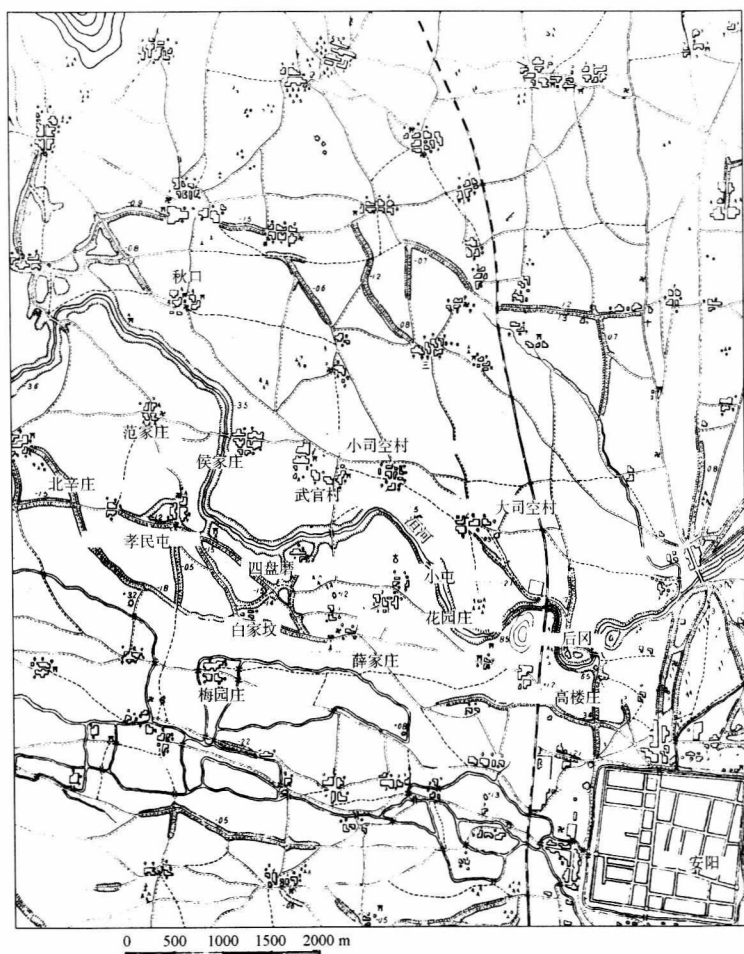 秋口
范家庄
侯家庄
小司空村
北辛庄
武官村
大司空村
洹河
孝民屯
四盘磨
小屯
白家坟
花园庄
后冈
薛家庄
梅园庄
高楼庄
安阳
0 500 1000 1500 2000 m